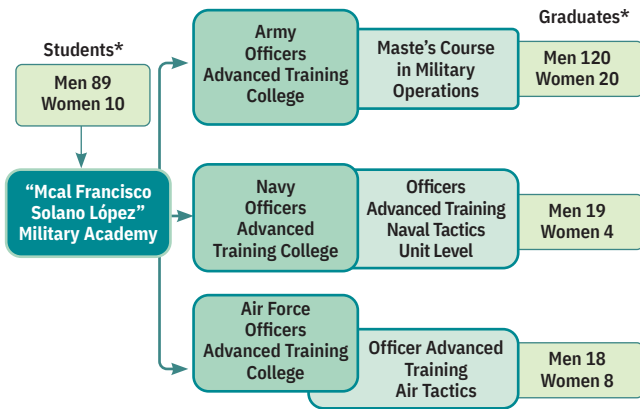 Students*
Men 89
Women 10
“Mcal Francisco
Solano López”
Military Academy
Army
Officers
Advanced Training
College
Maste’s Course
in Military
Operations
Graduates*
Men 120
Women 20
Navy
Officers
Advanced
Training College
Officers
Advanced Training
Naval Tactics
Unit Level
Men 19
Women 4
Air Force
Officers
Advanced Training
College
Officer Advanced
Training
Air Tactics
Men 18
Women 8